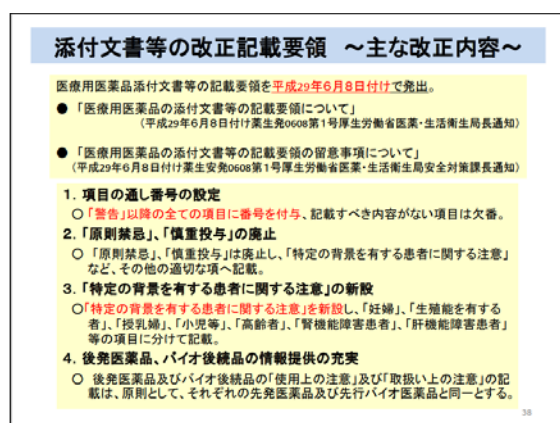 添付文書等の改正記載要領 ～主な改正内容～
医療用医薬品添付文書等の記載要領を平成29年6月8日付けで発出。
● 「医療用医薬品の添付文書等の記載要領について」
（平成29年6月8日付け薬生発0608第1号厚生労働省医薬・生活衛生局長通知）
● 「医療用医薬品の添付文書等の記載要領の留意事項について」
（平成29年6月8日付け薬生安発0608第1号厚生労働省医薬・生活衛生局安全対策課長通知）
1．項目の通し番号の設定
○ 「警告」以降の全ての項目に番号を付与、記載すべき内容がない項目は欠番。
2．「原則禁忌」、「慎重投与」の廃止
○ 「原則禁忌」、「慎重投与」は廃止し、「特定の背景を有する患者に関する注意」
など、その他の適切な項へ記載。
3．「特定の背景を有する患者に関する注意」の新設
○「特定の背景を有する患者に関する注意」を新設し、「妊婦」、「生殖能を有する
者」、「授乳婦」、「小児等」、「高齢者」、「腎機能障害患者」、「肝機能障害患者」
等の項目に分けて記載。
4．後発医薬品、バイオ後続品の情報提供の充実
○ 後発医薬品及びバイオ後続品の「使用上の注意」及び「取扱い上の注意」の記
載は、原則として、それぞれの先発医薬品及び先行バイオ医薬品と同一とする。
38